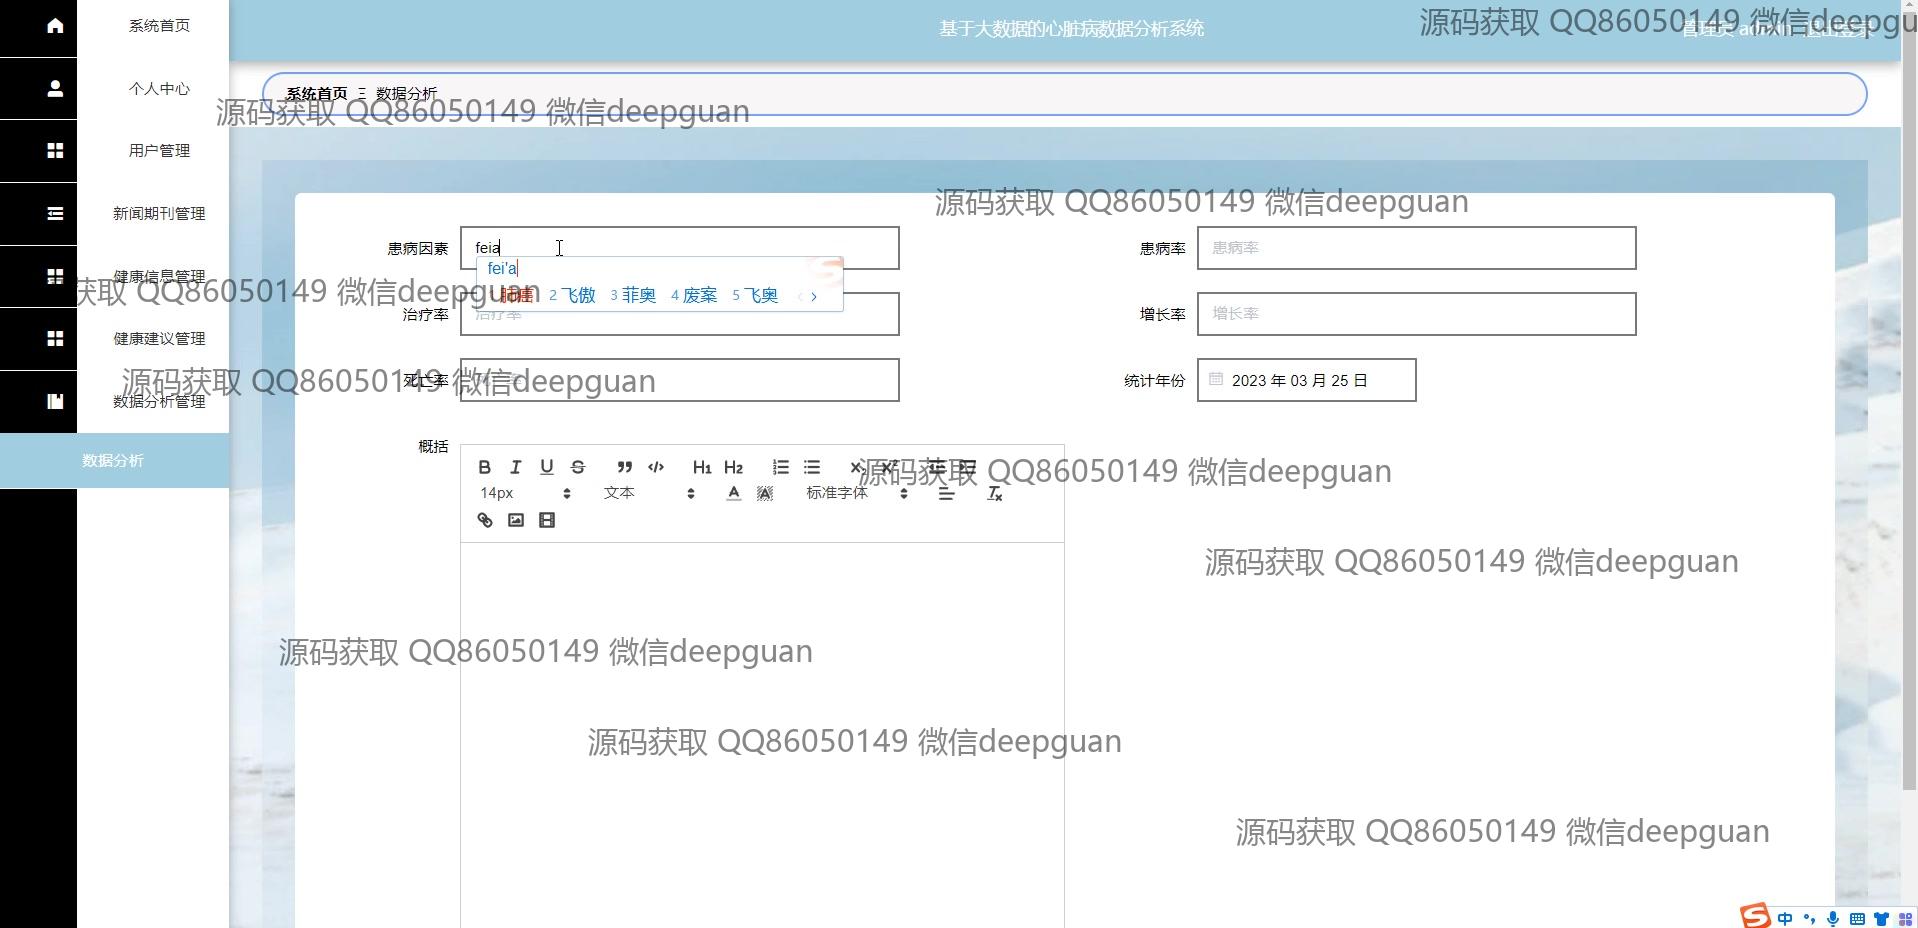 系统首页
个人中心
用户管理
新闻期刊管理
健康信息管理
健康建议管理
数据分析管理
数据分析
基于大数据的心脏病数据分析系统
管理员 admin 退出登录
源码获取 QQ86050149 微信deepgu
系统首页 Ξ 数据分析
源码获取 QQ86050149 微信deepguan
源码获取 QQ86050149 微信deepguan
患病因素 feia
患病率 患病率
fei'a
1 肺癌 2 飞傲 3 菲奥 4 废案 5 飞奥
获取 QQ86050149 微信deepguan
治疗率 治疗率
增长率 增长率
死亡率
源码获取 QQ86050149 微信deepguan
统计年份 2023 年 03 月 25 日
概括
B I U S H1 H2
源码获取 QQ86050149 微信deepguan
14px 文本 A A 标准字体
源码获取 QQ86050149 微信deepguan
源码获取 QQ86050149 微信deepguan
源码获取 QQ86050149 微信deepguan
源码获取 QQ86050149 微信deepguan
中